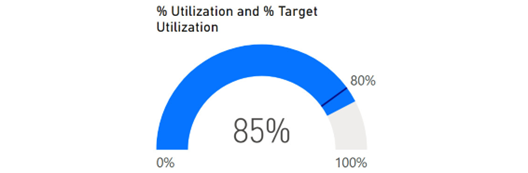 % Utilization and % Target
Utilization
80%
85%
0%
100%